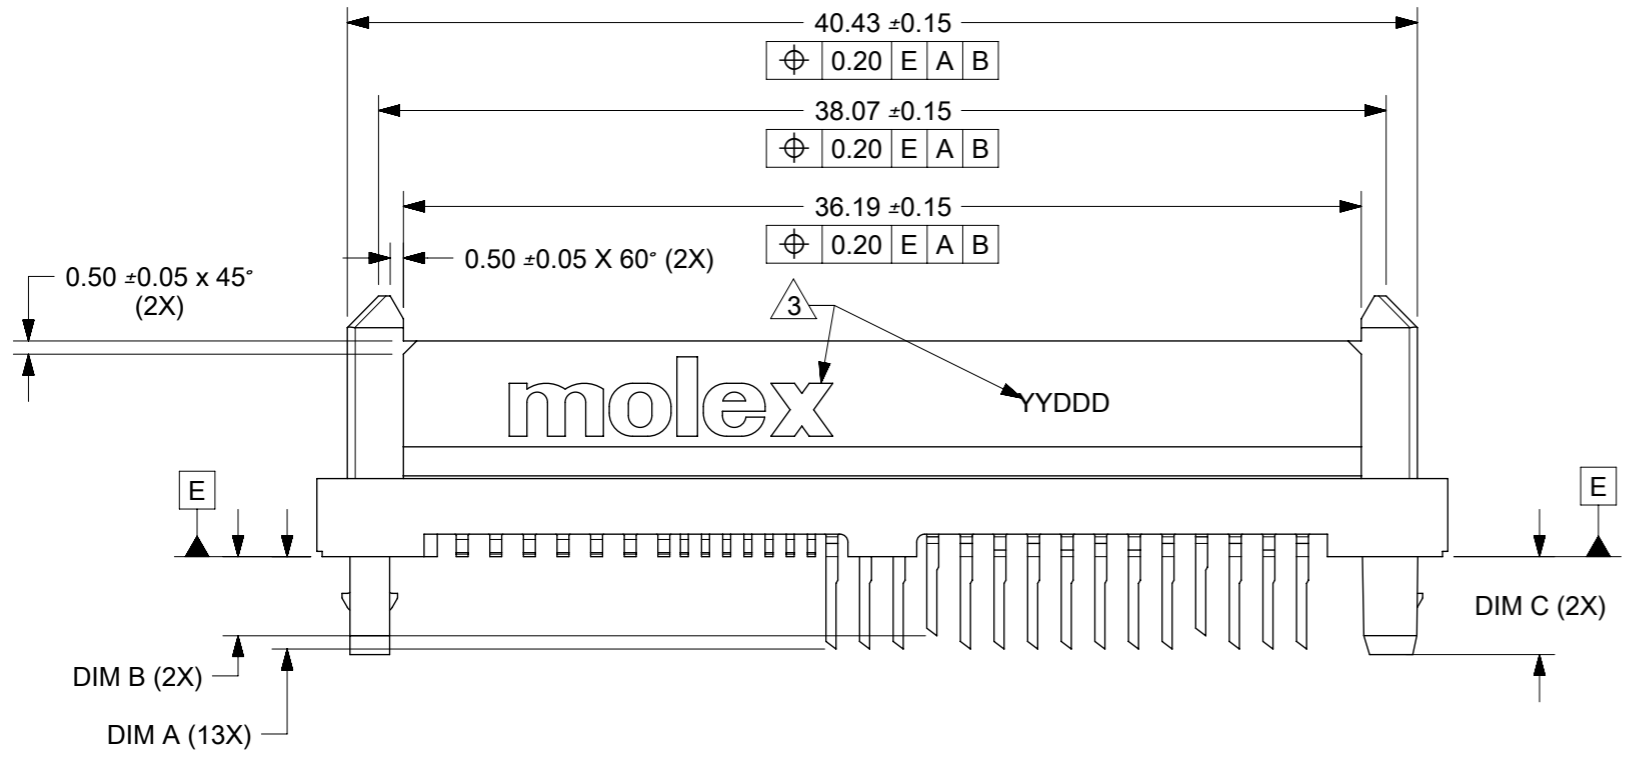 40.43 ±0.15
⌖ 0.20 E A B
38.07 ±0.15
⌖ 0.20 E A B
36.19 ±0.15
⌖ 0.20 E A B
0.50 ±0.05 X 60° (2X)
0.50 ±0.05 x 45°
(2X)
3
molex
YYDDD
E
E
DIM C (2X)
DIM B (2X)
DIM A (13X)